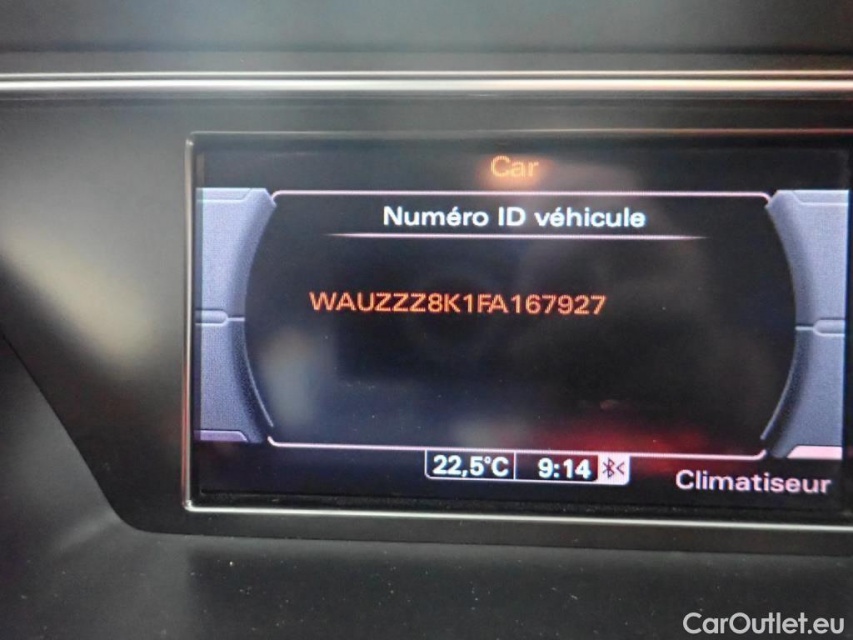 Car
Numéro ID véhicule
WAUZZZ8K1FA167927
22,5°C 9:14
Climatiseur
CarOutlet.eu